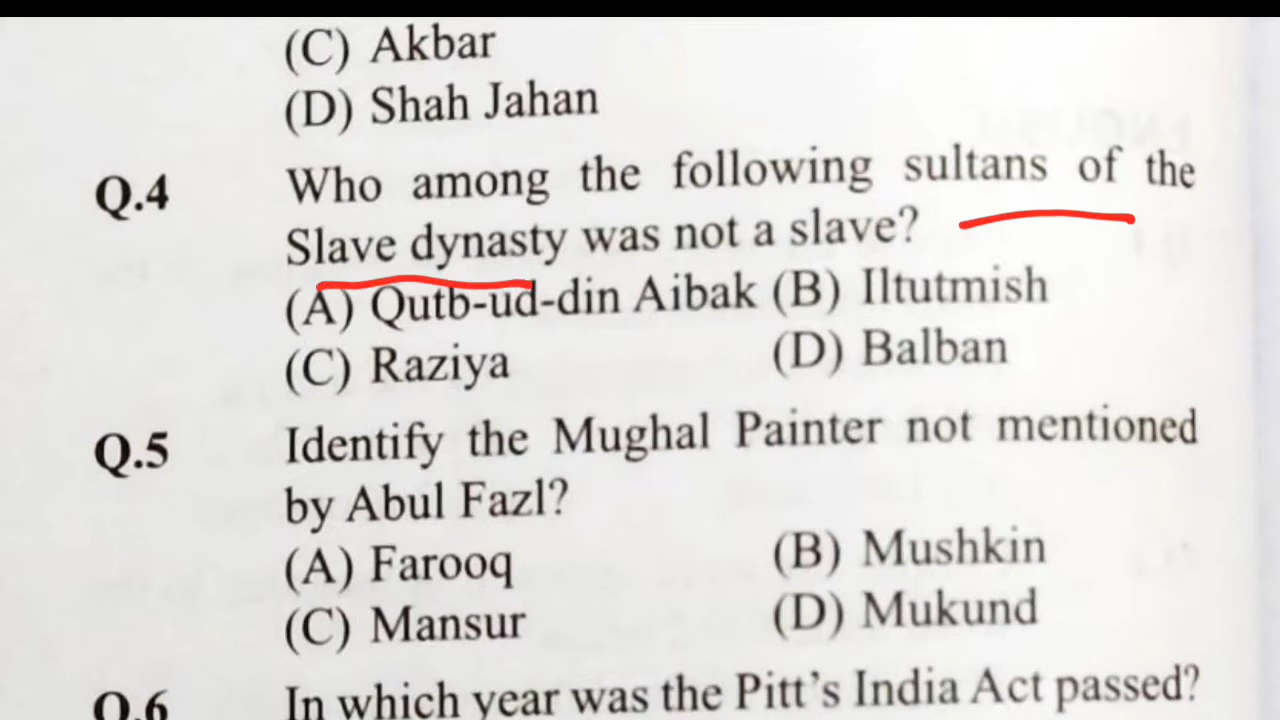 (C) Akbar
(D) Shah Jahan
Q.4 Who among the following sultans of the
Slave dynasty was not a slave?
(A) Qutb-ud-din Aibak (B) Iltutmish
(C) Raziya (D) Balban
Q.5 Identify the Mughal Painter not mentioned
by Abul Fazl?
(A) Farooq (B) Mushkin
(C) Mansur (D) Mukund
Q.6 In which year was the Pitt's India Act passed?